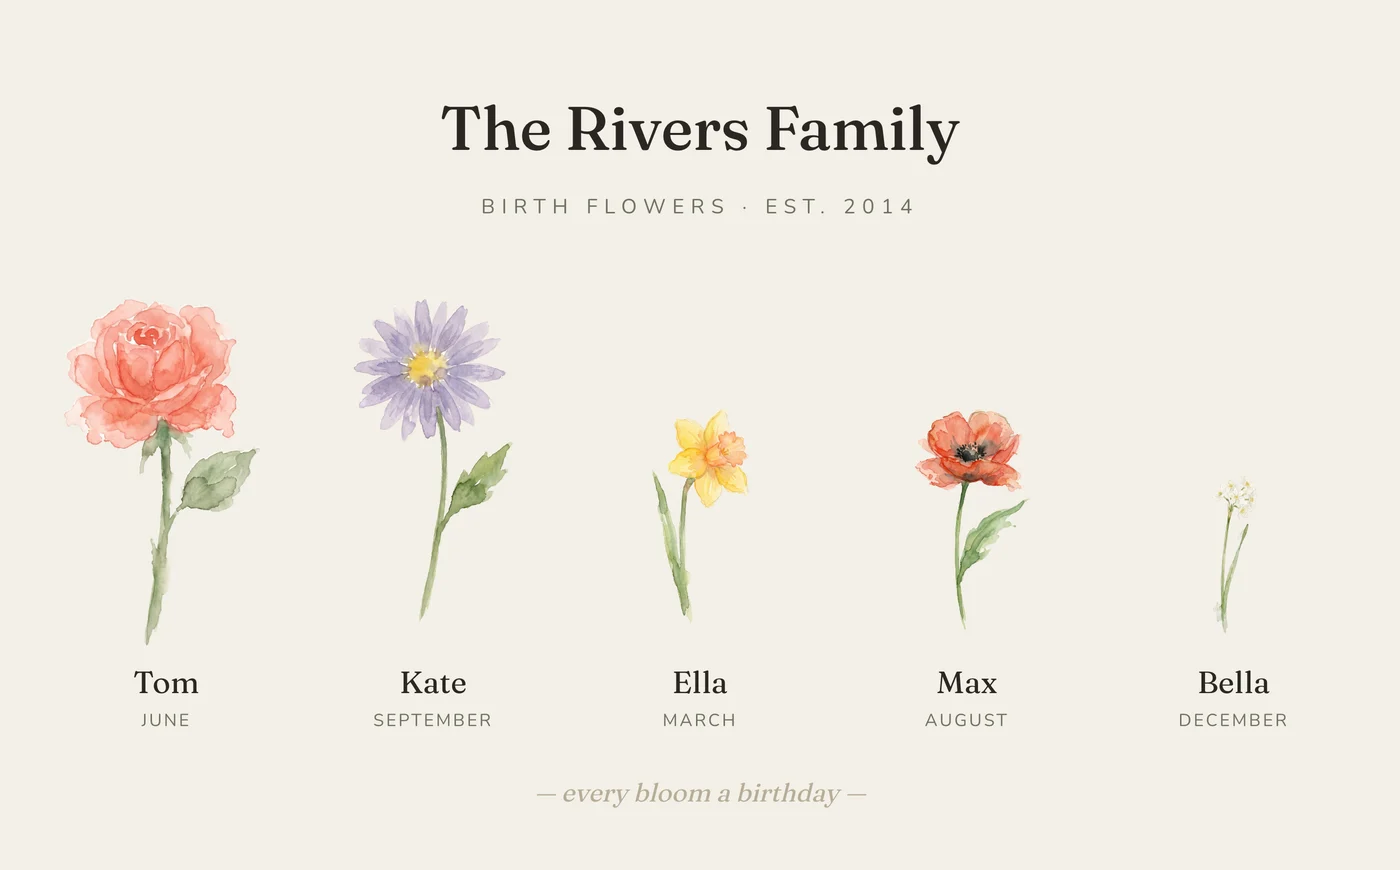 The Rivers Family
BIRTH FLOWERS · EST. 2014
Tom
JUNE
Kate
SEPTEMBER
Ella
MARCH
Max
AUGUST
Bella
DECEMBER
— every bloom a birthday —